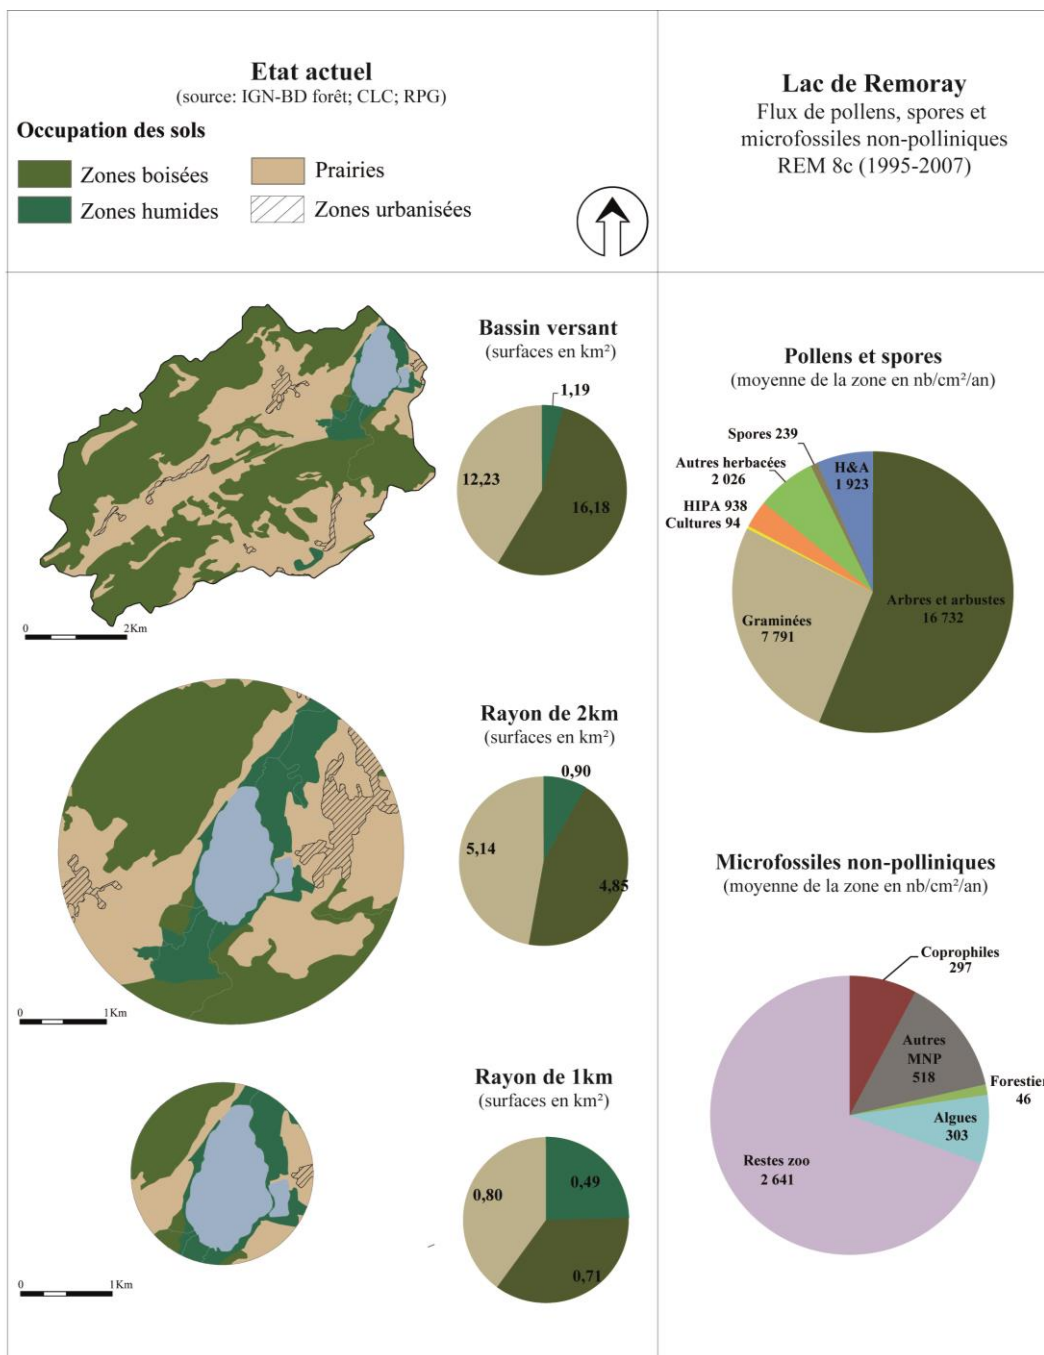 Etat actuel
(source: IGN-BD forêt; CLC; RPG)
Occupation des sols
Zones boisées
Prairies
Zones humides
Zones urbanisées
Lac de Remoray
Flux de pollens, spores et
microfossiles non-polliniques
REM 8c (1995-2007)
Bassin versant
(surfaces en km²)
1,19
12,23
16,18
0
2Km
Rayon de 2km
(surfaces en km²)
0,90
5,14
4,85
0
1Km
Rayon de 1km
(surfaces en km²)
0,80
0,49
0,71
0
1Km
Pollens et spores
(moyenne de la zone en nb/cm²/an)
Spores 239
H&A
1 923
Autres herbacées
2 026
HIPA 938
Cultures 94
Arbres et arbustes
16 732
Graminées
7 791
Microfossiles non-polliniques
(moyenne de la zone en nb/cm²/an)
Coprophiles
297
Autres
MNP
518
Forestier
46
Algues
303
Restes zoo
2 641